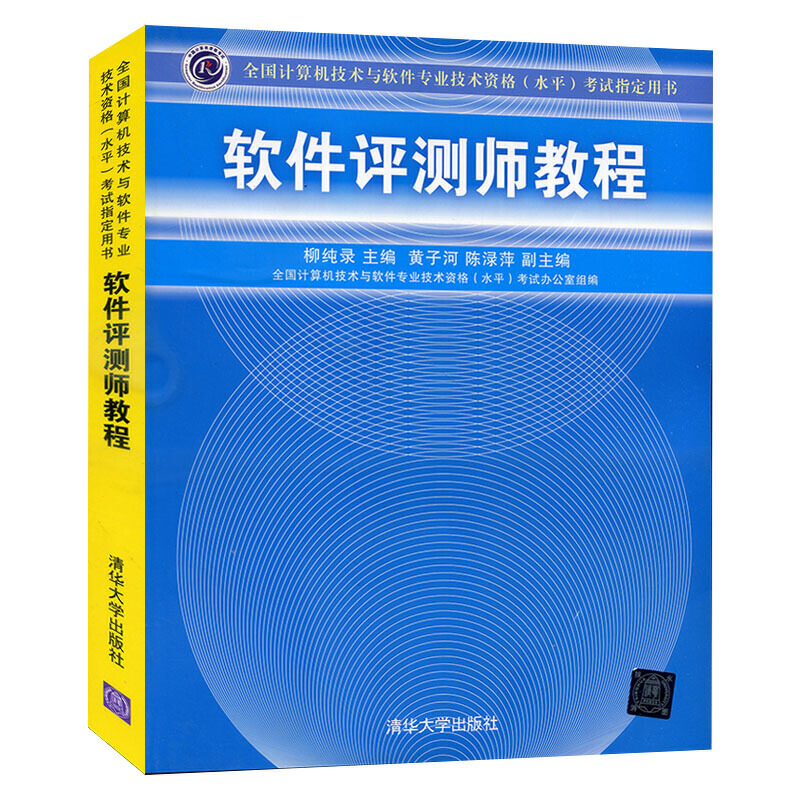 全国计算机技术与软件专业技术资格（水平）考试指定用书
软件评测师教程
柳纯录 主编 黄子河 陈渌萍 副主编
全国计算机技术与软件专业技术资格（水平）考试办公室组编
清华大学出版社
全国计算机技术与软件专业
技术资格（水平）考试指定用书
软件评测师教程
清华大学出版社